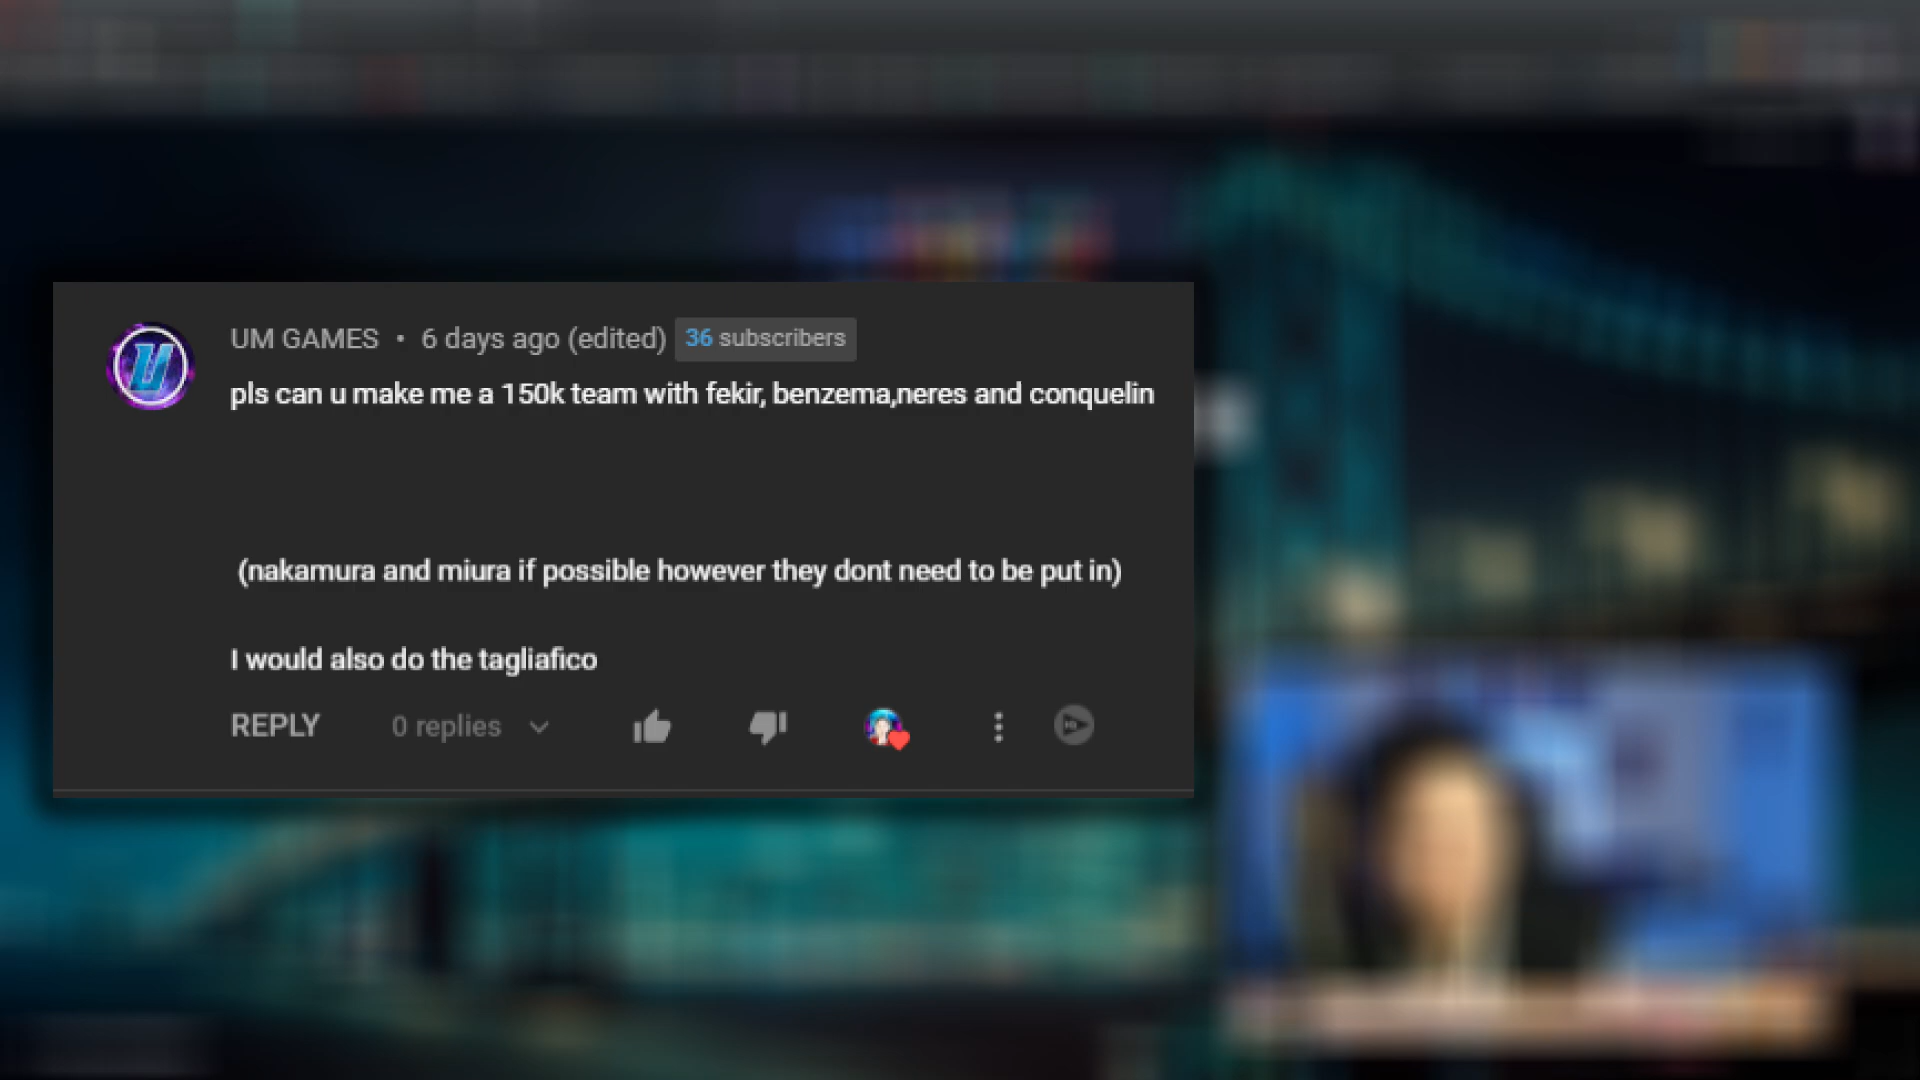 UM GAMES • 6 days ago (edited) 36 subscribers
pls can u make me a 150k team with fekir, benzema,neres and conquelin
(nakamura and miura if possible however they dont need to be put in)
I would also do the tagliafico
REPLY 0 replies